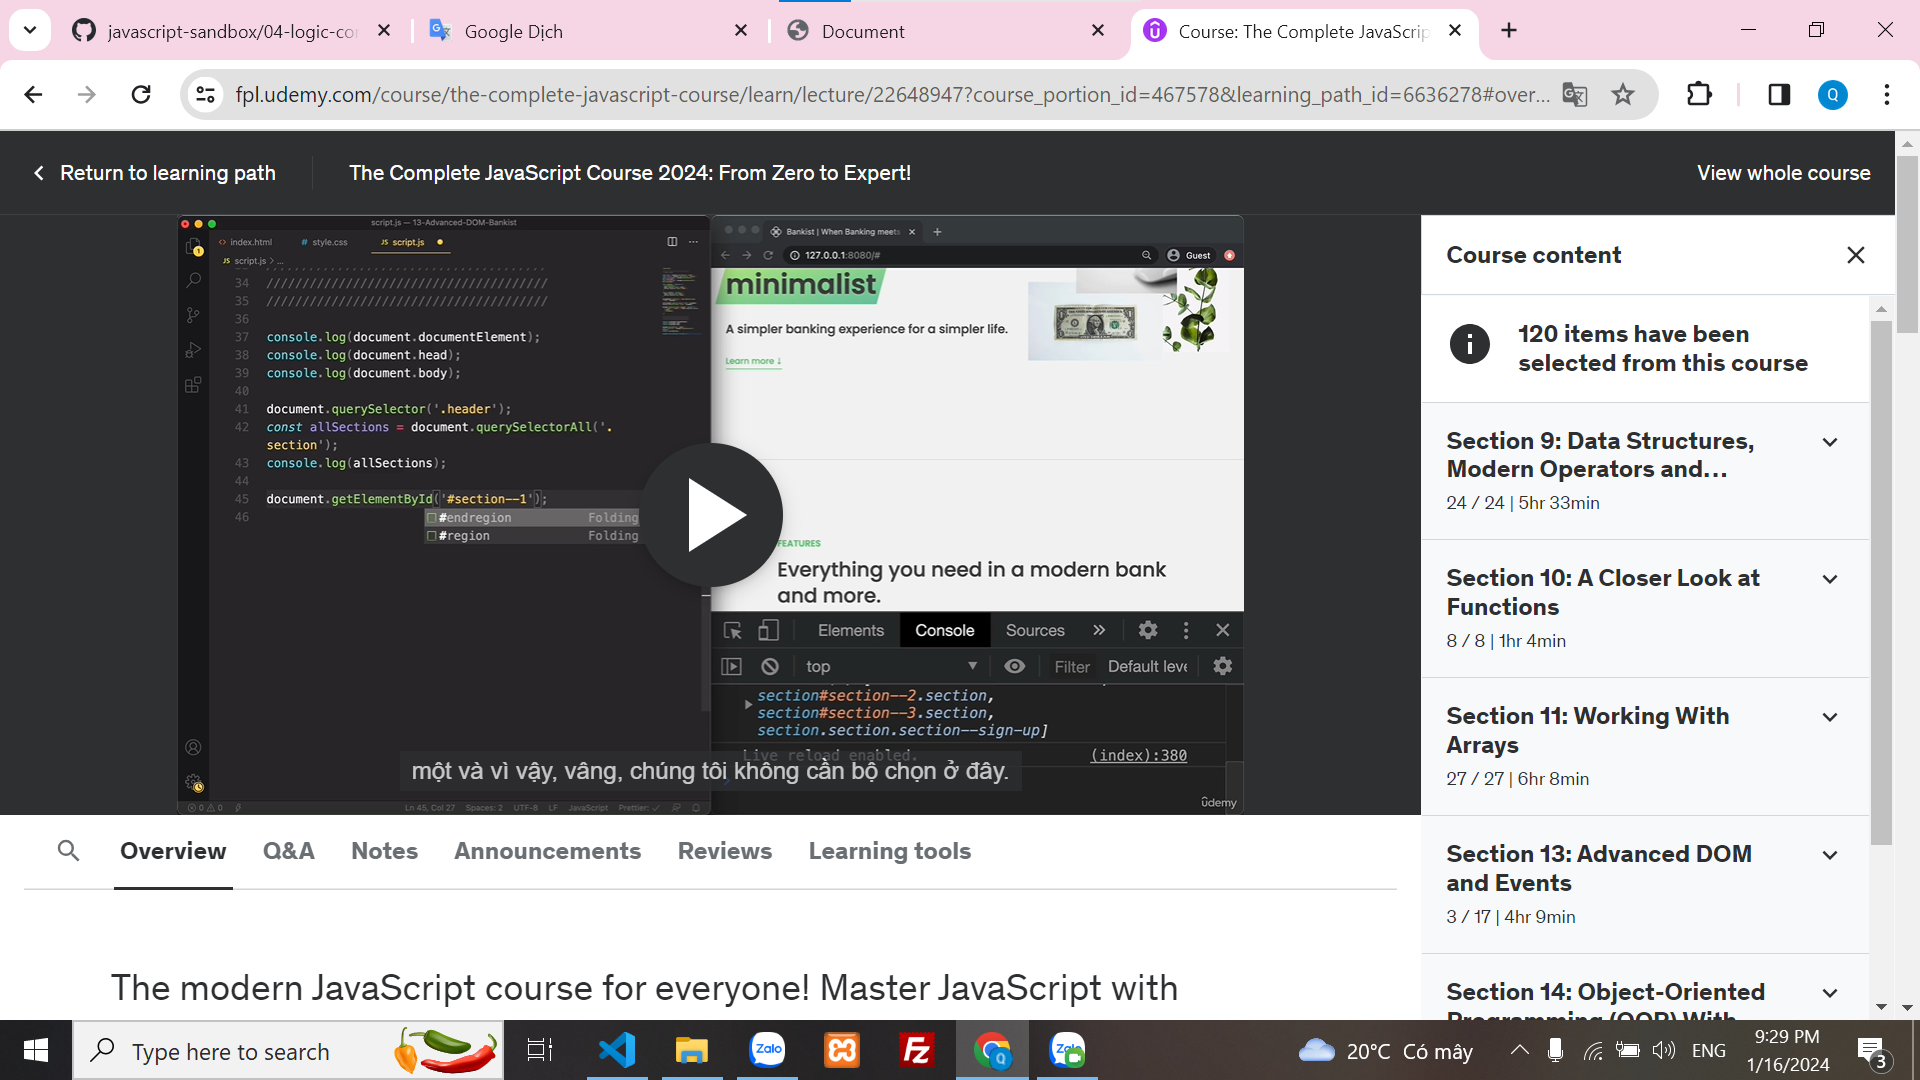 javascript-sandbox/04-logic-co
Google Dịch
Document
Course: The Complete JavaScrip
fpl.udemy.com/course/the-complete-javascript-course/learn/lecture/22648947?course_portion_id=467578&learning_path_id=6636278#over...
Q
Return to learning path
The Complete JavaScript Course 2024: From Zero to Expert!
View whole course
script.js — 13-Advanced-DOM-Bankist
index.html
style.css
JS script.js
JS script.js > ...
34 ///////////////////////////////////////
35 ///////////////////////////////////////
36
37 console.log(document.documentElement);
38 console.log(document.head);
39 console.log(document.body);
40
41 document.querySelector('.header');
42 const allSections = document.querySelectorAll('.
section');
43 console.log(allSections);
44
45 document.getElementById('#section--1');
46
#endregion Folding
#region Folding
Ln 45, Col 27 Spaces: 2 UTF-8 LF JavaScript Prettier: ✓
Bankist | When Banking meets
127.0.0.1:8080/#
Guest
minimalist
A simpler banking experience for a simpler life.
Learn more ↓
FEATURES
Everything you need in a modern bank
and more.
Elements
Console
Sources
top
Filter
Default leve
section#section--2.section,
section#section--3.section,
section.section.section--sign-up]
Live reload enabled.
(index):380
một và vì vậy, vâng, chúng tôi không cần bộ chọn ở đây.
ûdemy
Course content
120 items have been
selected from this course
Section 9: Data Structures,
Modern Operators and...
24 / 24 | 5hr 33min
Section 10: A Closer Look at
Functions
8 / 8 | 1hr 4min
Section 11: Working With
Arrays
27 / 27 | 6hr 8min
Section 13: Advanced DOM
and Events
3 / 17 | 4hr 9min
Section 14: Object-Oriented
Programming (OOP) With
Overview
Q&A
Notes
Announcements
Reviews
Learning tools
The modern JavaScript course for everyone! Master JavaScript with
Type here to search
Zalo
20°C Có mây
ENG
9:29 PM
1/16/2024
3